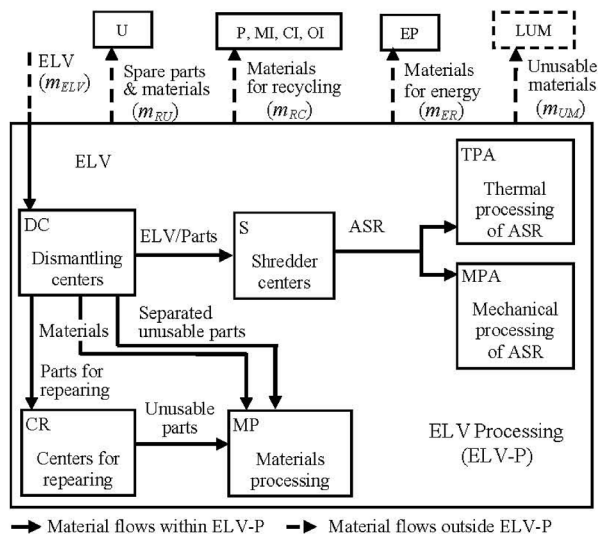 U
P, MI, CI, OI
EP
LUM
ELV
(mELV)
Spare parts
& materials
(mRU)
Materials
for recycling
(mRC)
Materials
for energy
(mER)
Unusable
materials
(mUM)
ELV
DC
Dismantling
centers
ELV/Parts
S
Shredder
centers
ASR
TPA
Thermal
processing
of ASR
MPA
Mechanical
processing
of ASR
Materials
Separated
unusable parts
Parts for
repearing
CR
Centers for
repearing
Unusable
parts
MP
Materials
processing
ELV Processing
(ELV-P)
Material flows within ELV-P
Material flows outside ELV-P